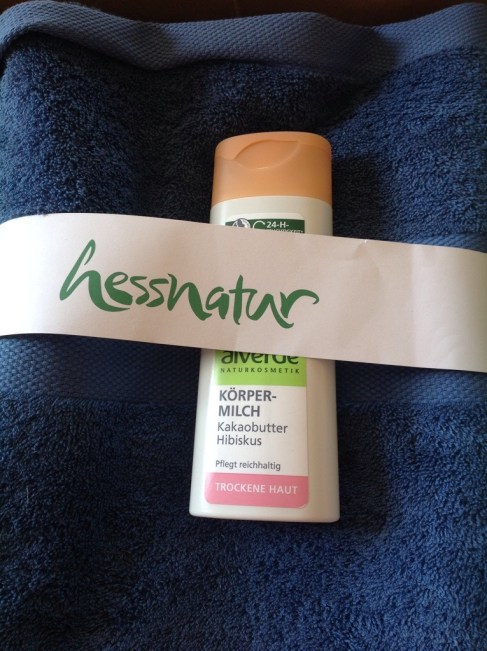 24-H-
hessnatur
alverde
NATURKOSMETIK
KÖRPER-
MILCH
Kakaobutter
Hibiskus
Pflegt reichhaltig
TROCKENE HAUT